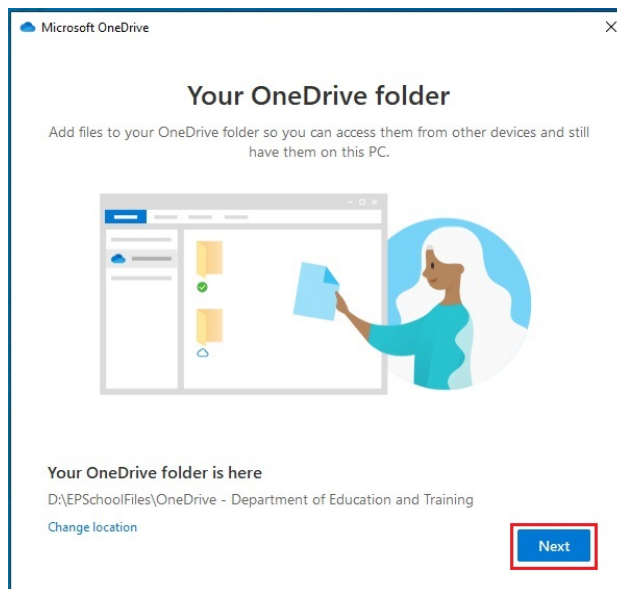 Microsoft OneDrive
Your OneDrive folder
Add files to your OneDrive folder so you can access them from other devices and still
have them on this PC.
Your OneDrive folder is here
D:\EPSchoolFiles\OneDrive - Department of Education and Training
Change location
Next